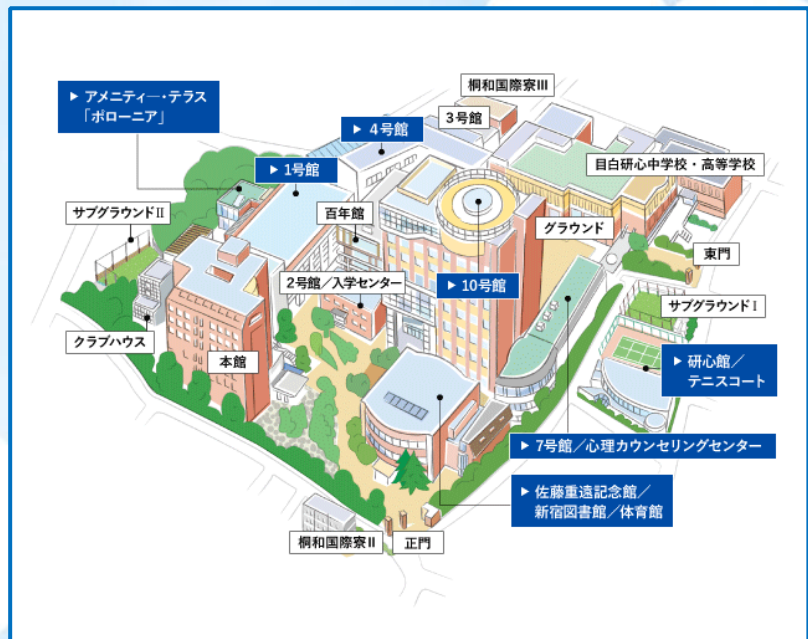 桐和国際寮III
▶ アメニティ―・テラス
「ポローニア」
▶ 4号館
3号館
▶ 1号館
目白研心中学校・高等学校
サブグラウンドII
百年館
グラウンド
東門
2号館／入学センター
▶ 10号館
サブグラウンドI
クラブハウス
本館
▶ 研心館／
テニスコート
▶ 7号館／心理カウンセリングセンター
▶ 佐藤重遠記念館／
新宿図書館／体育館
桐和国際寮II
正門